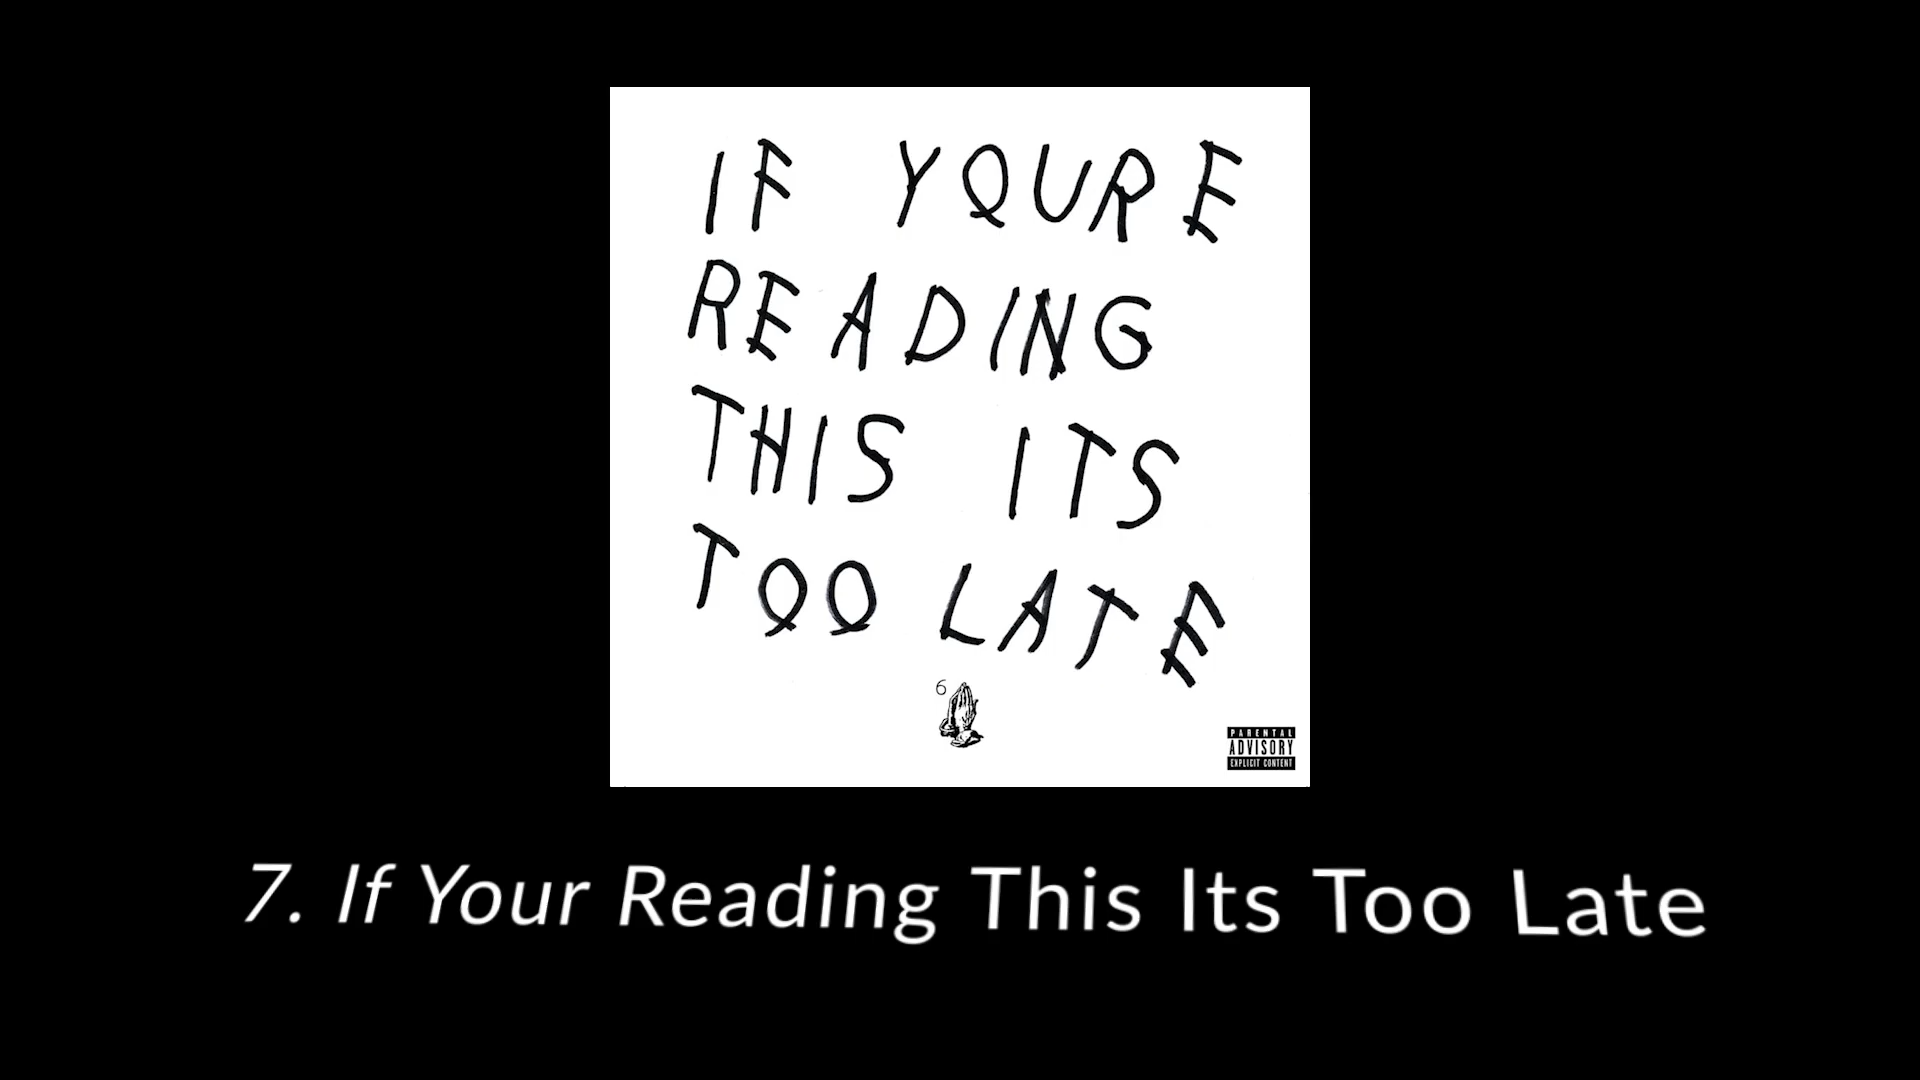 IF YOURE
READING
THIS ITS
TOO LATE
6
PARENTAL
ADVISORY
EXPLICIT CONTENT
7. If Your Reading This Its Too Late